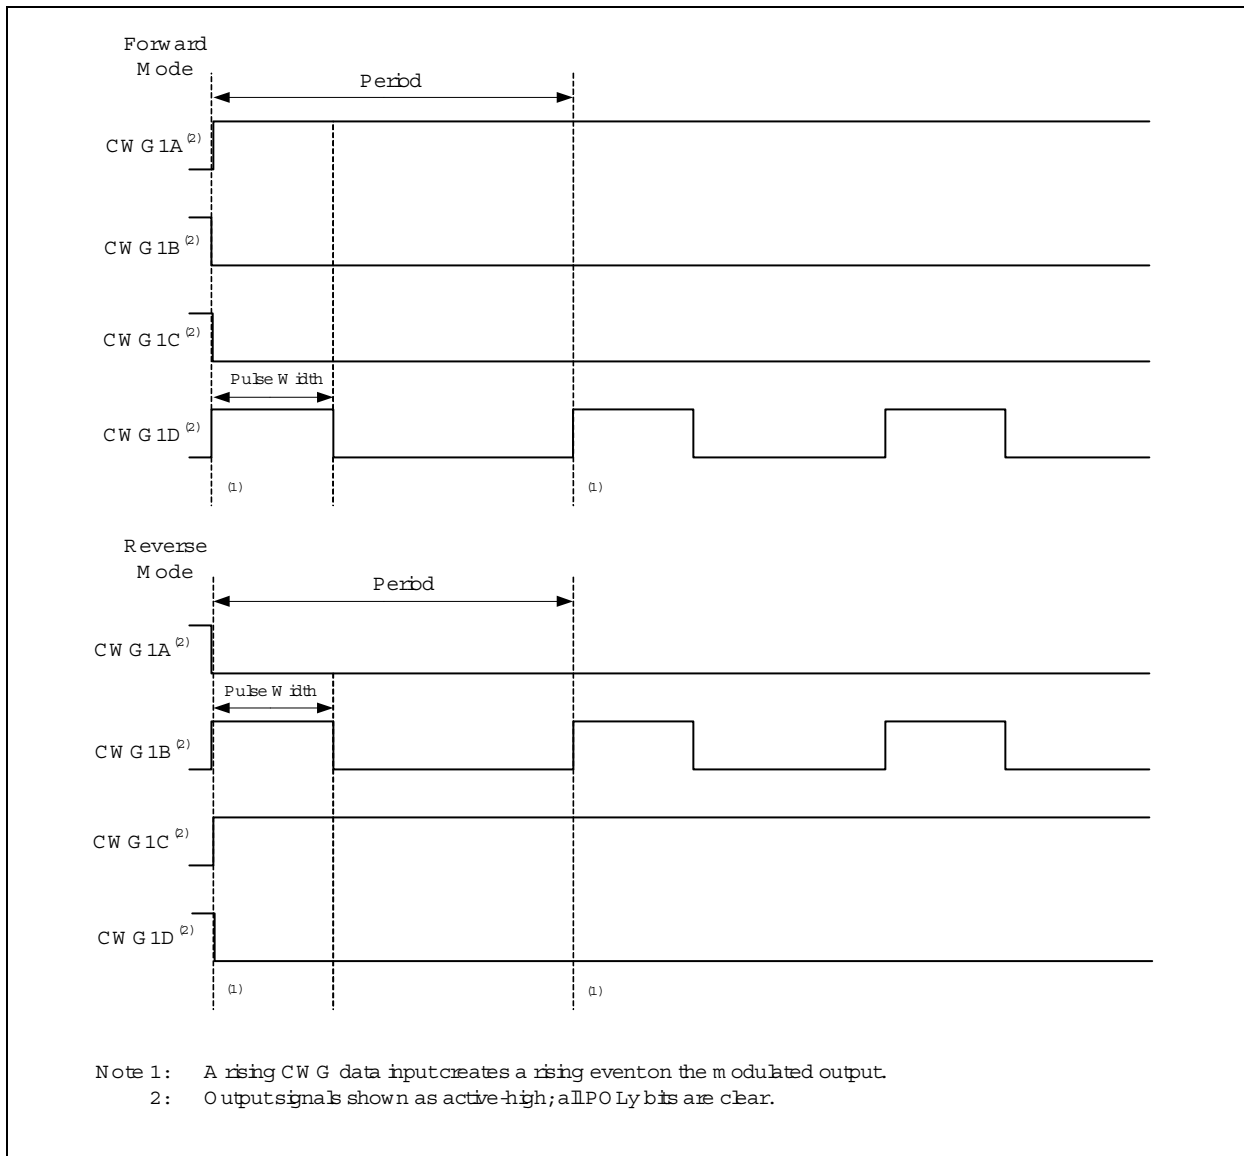 Forward
Mode
Period
CWG1A(2)
CWG1B(2)
CWG1C(2)
Pulse Width
CWG1D(2)
(1) (1)
Reverse
Mode
Period
CWG1A(2)
Pulse Width
CWG1B(2)
CWG1C(2)
CWG1D(2)
(1) (1)
Note 1: A rising CWG data input creates a rising event on the modulated output.
2: Output signals shown as active-high; all POLy bits are clear.